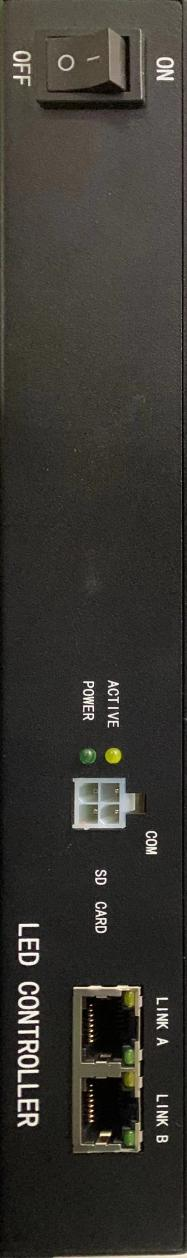 ON
OFF
ACTIVE
POWER
COM
SD CARD
LINK A
LINK B
LED CONTROLLER